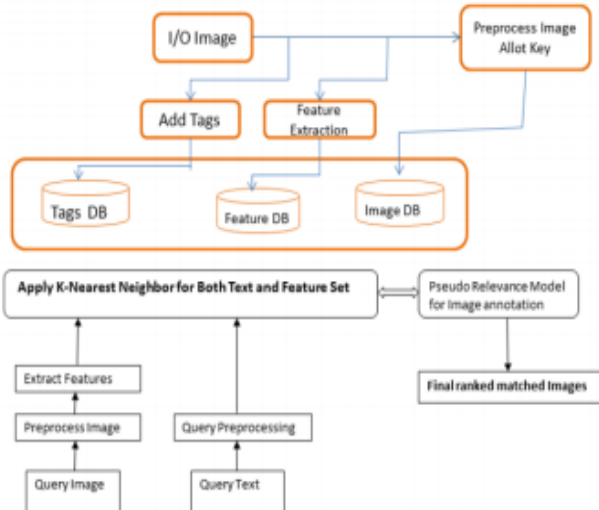 I/O Image
Preprocess Image
Allot Key
Add Tags
Feature
Extraction
Tags DB
Feature DB
Image DB
Apply K-Nearest Neighbor for Both Text and Feature Set
Pseudo Relevance Model
for Image annotation
Extract Features
Final ranked matched Images
Preprocess Image
Query Preprocessing
Query Image
Query Text